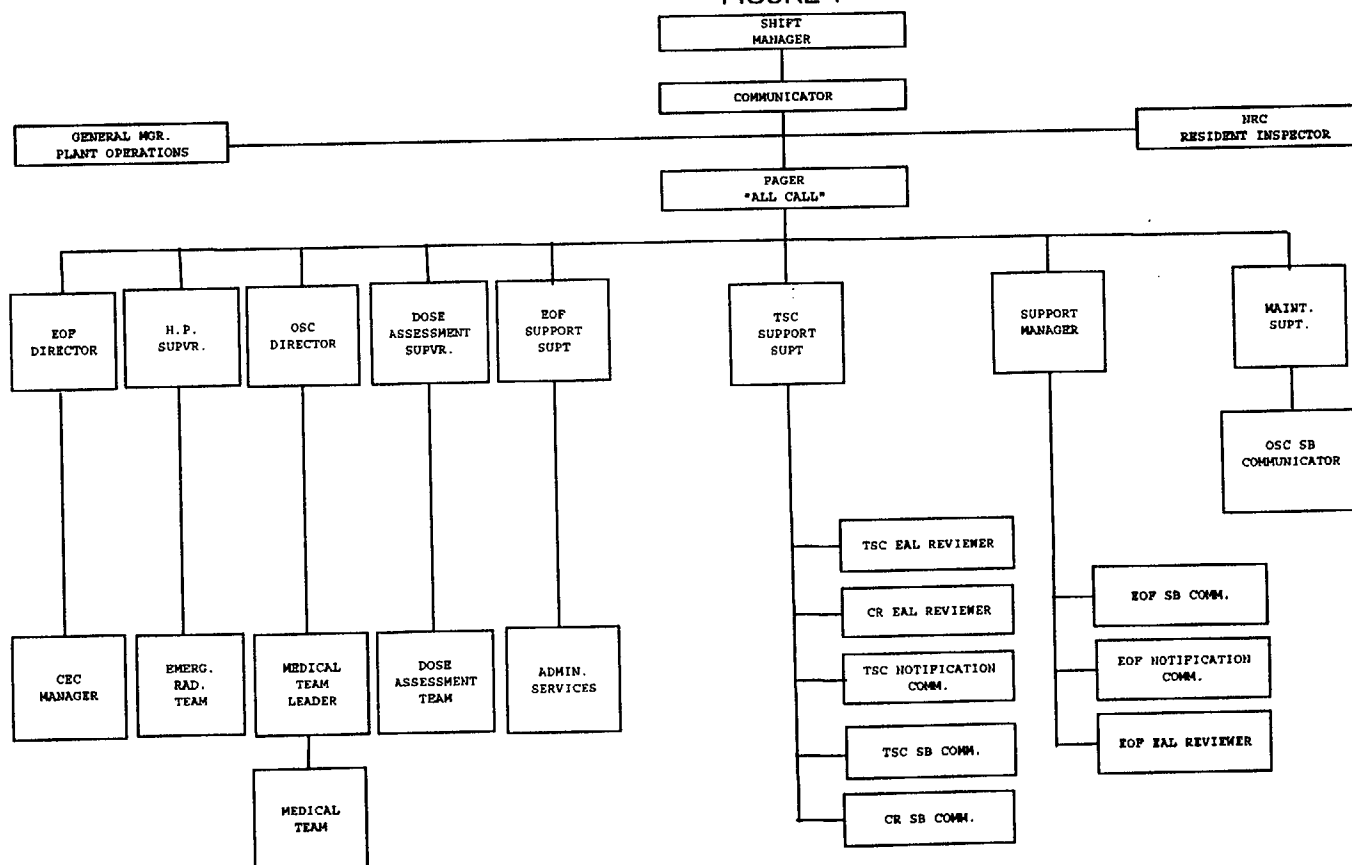 SHIFT
MANAGER
COMMUNICATOR
GENERAL MGR.
PLANT OPERATIONS
NRC
RESIDENT INSPECTOR
PAGER
"ALL CALL"
EOF
DIRECTOR
H.P.
SUPVR.
OSC
DIRECTOR
DOSE
ASSESSMENT
SUPVR.
EOF
SUPPORT
SUPT
TSC
SUPPORT
SUPT
SUPPORT
MANAGER
MAINT.
SUPT.
OSC SB
COMMUNICATOR
TSC EAL REVIEWER
CR EAL REVIEWER
TSC NOTIFICATION
COMM.
TSC SB COMM.
CR SB COMM.
EOF SB COMM.
EOF NOTIFICATION
COMM.
EOF EAL REVIEWER
CEC
MANAGER
EMERG.
RAD.
TEAM
MEDICAL
TEAM
LEADER
DOSE
ASSESSMENT
TEAM
ADMIN.
SERVICES
MEDICAL
TEAM